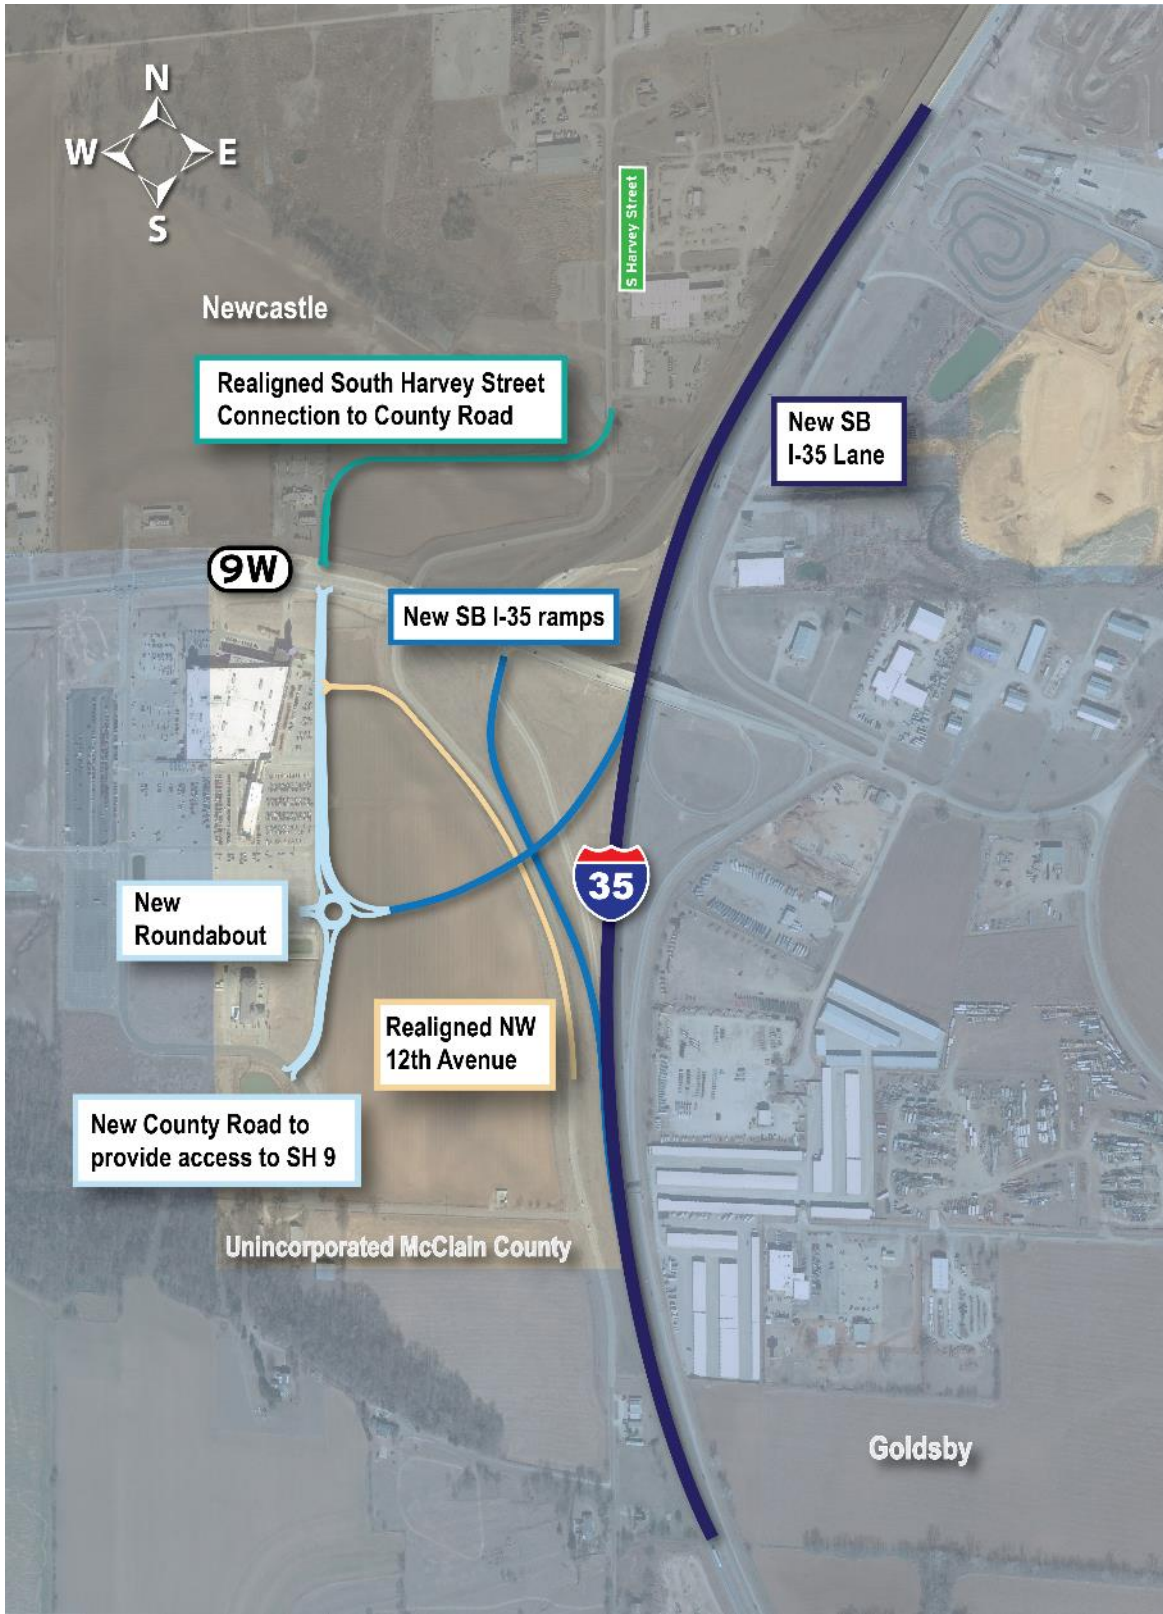 N
W E
S
S Harvey Street
Newcastle
Realigned South Harvey Street
Connection to County Road
New SB
I-35 Lane
9W
New SB I-35 ramps
35
New
Roundabout
Realigned NW
12th Avenue
New County Road to
provide access to SH 9
Unincorporated McClain County
Goldsby